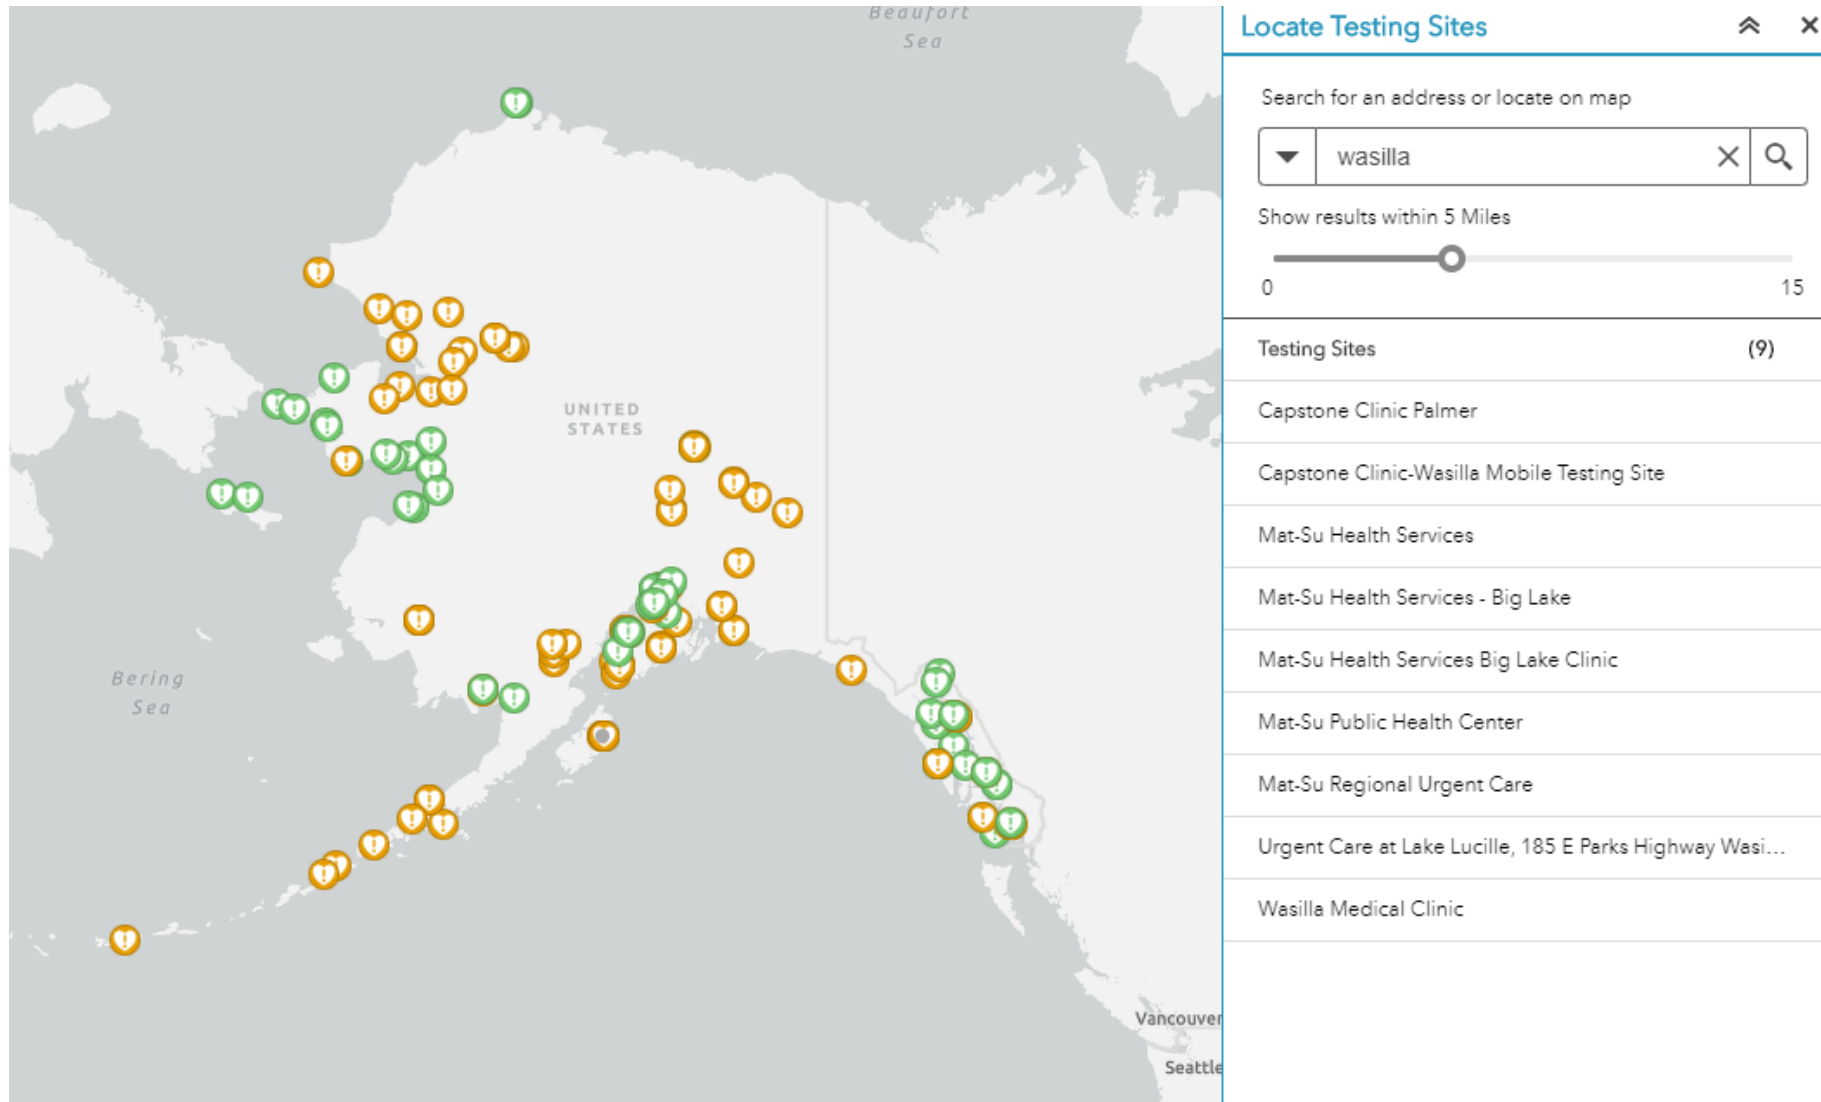 Beaufort
Sea
UNITED
STATES
Bering
Sea
Vancouver
Seattle
Locate Testing Sites
Search for an address or locate on map
wasilla
Show results within 5 Miles
0 15
Testing Sites (9)
Capstone Clinic Palmer
Capstone Clinic-Wasilla Mobile Testing Site
Mat-Su Health Services
Mat-Su Health Services - Big Lake
Mat-Su Health Services Big Lake Clinic
Mat-Su Public Health Center
Mat-Su Regional Urgent Care
Urgent Care at Lake Lucille, 185 E Parks Highway Wasi...
Wasilla Medical Clinic